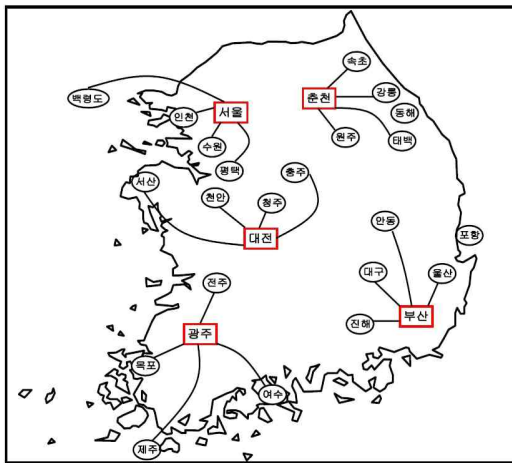 속초
백령도
강릉
춘천
서울
인천
동해
원주
태백
수원
평택
충주
서산
천안
청주
안동
대전
포항
대구
울산
전주
부산
진해
광주
목포
여수
제주